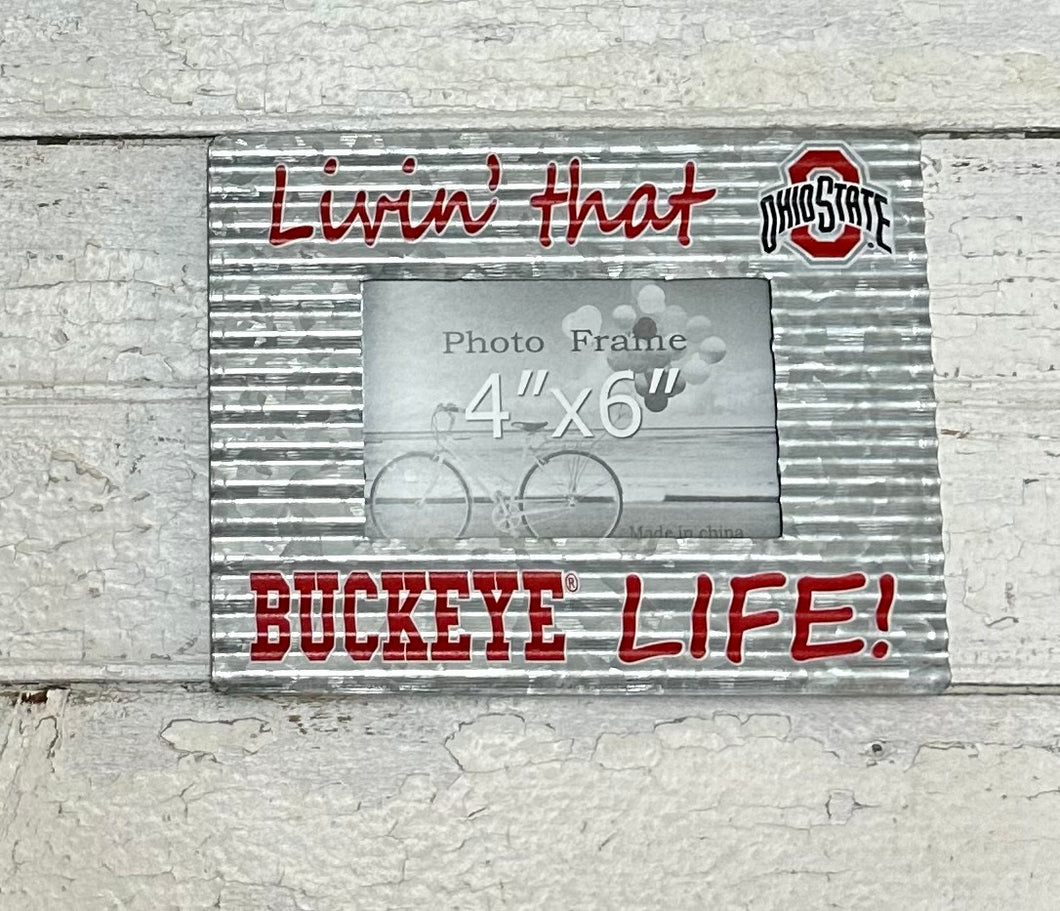 Livin' that
OHIO STATE
Photo Frame
4"x6"
Made in china
BUCKEYE® LIFE!